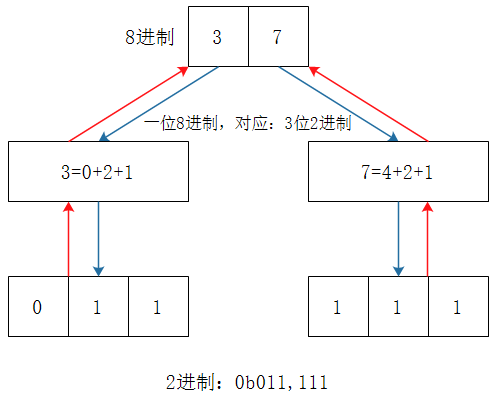 8进制 3 7
一位8进制，对应：3位2进制
3=0+2+1 7=4+2+1
0 1 1 1 1 1
2进制：0b011,111